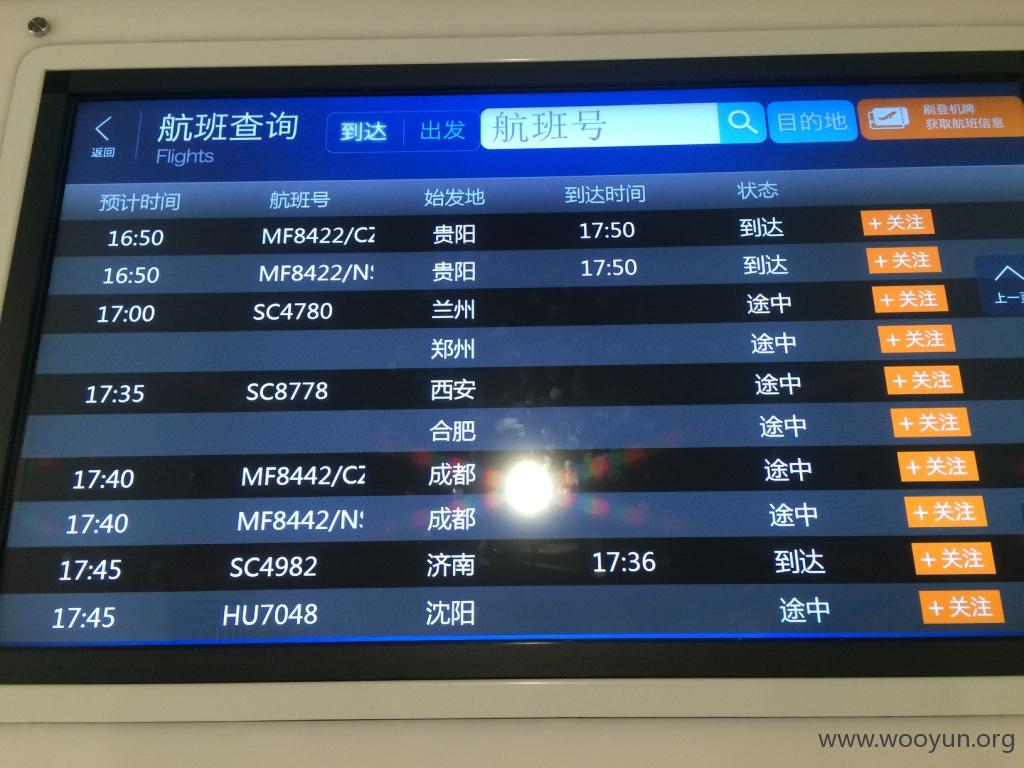 返回
航班查询
Flights
到达 出发 航班号 目的地
刷登机牌
获取航班信息
预计时间 航班号 始发地 到达时间 状态
16:50 MF8422/CZ 贵阳 17:50 到达 +关注
16:50 MF8422/NS 贵阳 17:50 到达 +关注
上一
17:00 SC4780 兰州 途中 +关注
郑州 途中 +关注
17:35 SC8778 西安 途中 +关注
合肥 途中 +关注
17:40 MF8442/CZ 成都 途中 +关注
17:40 MF8442/NS 成都 途中 +关注
17:45 SC4982 济南 17:36 到达 +关注
17:45 HU7048 沈阳 途中 +关注
www.wooyun.org